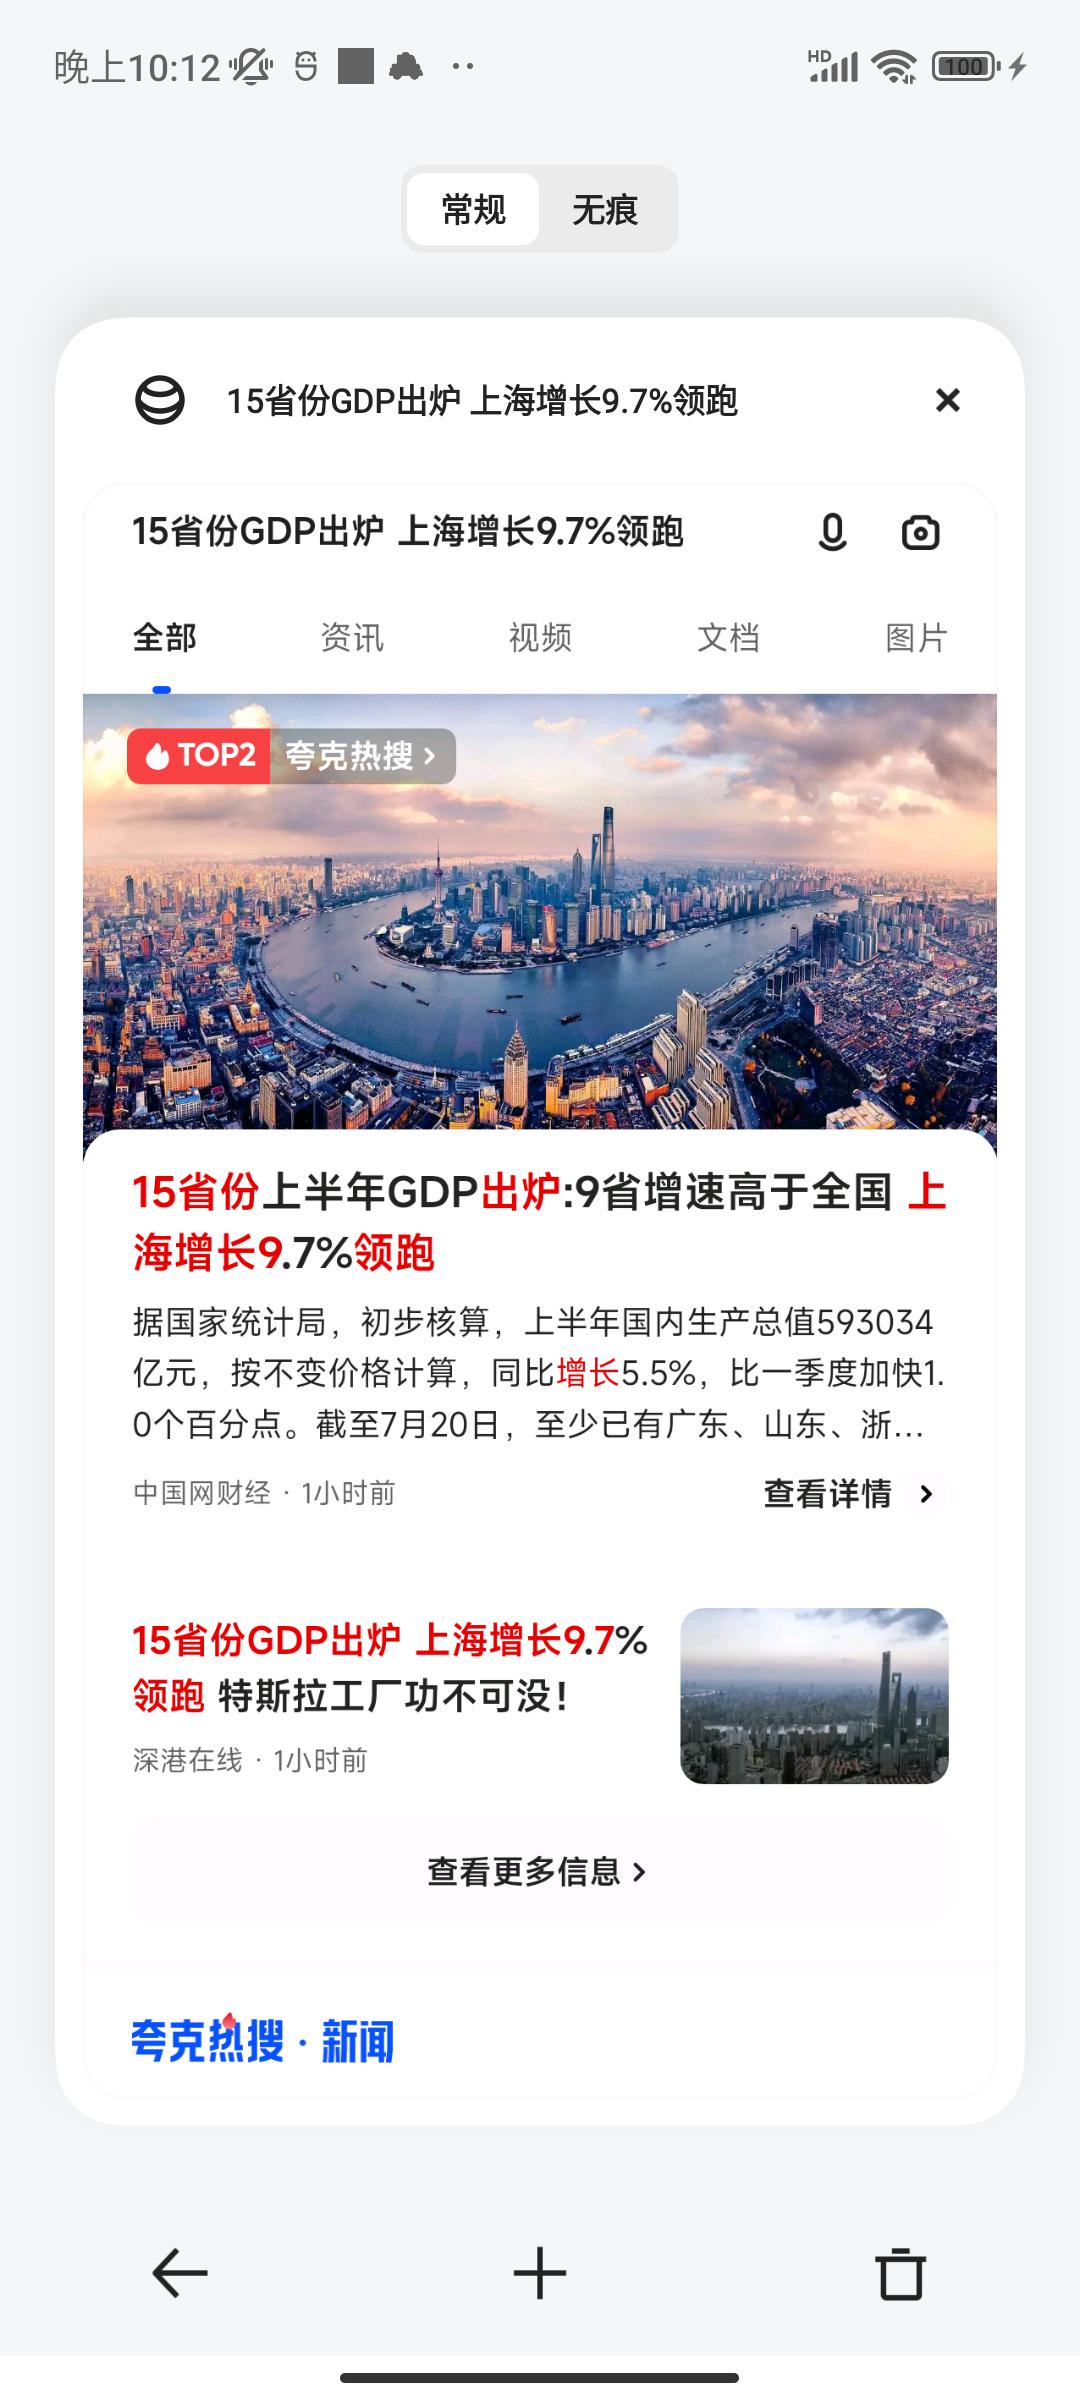 晚上10:12
HD
100
常规 无痕
15省份GDP出炉 上海增长9.7%领跑
15省份GDP出炉 上海增长9.7%领跑
全部 资讯 视频 文档 图片
TOP2 夸克热搜
15省份上半年GDP出炉:9省增速高于全国 上
海增长9.7%领跑
据国家统计局，初步核算，上半年国内生产总值593034
亿元，按不变价格计算，同比增长5.5%，比一季度加快1.
0个百分点。截至7月20日，至少已有广东、山东、浙...
中国网财经 · 1小时前
查看详情
15省份GDP出炉 上海增长9.7%
领跑 特斯拉工厂功不可没！
深港在线 · 1小时前
查看更多信息
夸克热搜 · 新闻